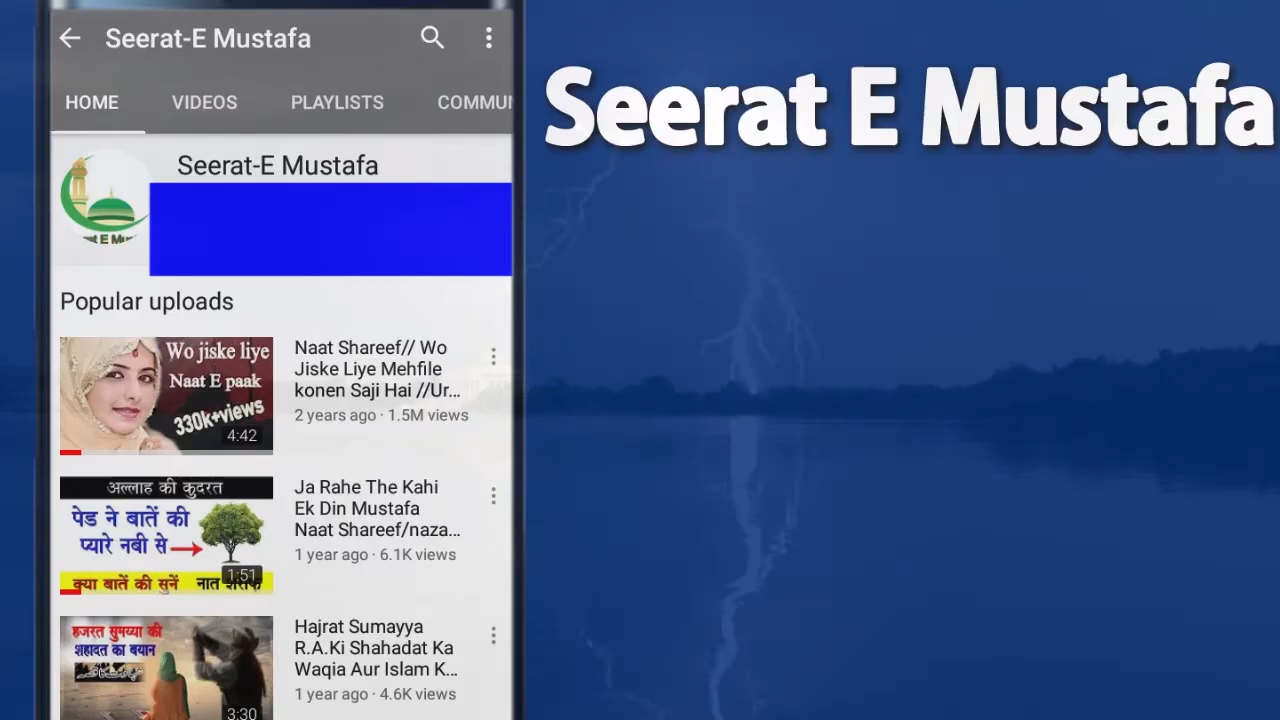 Seerat-E Mustafa
HOME VIDEOS PLAYLISTS COMMUN
Seerat E Mustafa
Seerat-E Mustafa
Popular uploads
Wo jiske liye
Naat E paak
330k+views
4:42
Naat Shareef// Wo
Jiske Liye Mehfile
konen Saji Hai //Ur...
2 years ago · 1.5M views
अल्लाह की कुदरत
पेड ने बातें की
प्यारे नबी से
क्या बातें की सुनें नात शरीफ
1:51
Ja Rahe The Kahi
Ek Din Mustafa
Naat Shareef/naza...
1 year ago · 6.1K views
हजरत सुमय्या की
शहादत का बयान
3:30
Hajrat Sumayya
R.A.Ki Shahadat Ka
Waqia Aur Islam K...
1 year ago · 4.6K views